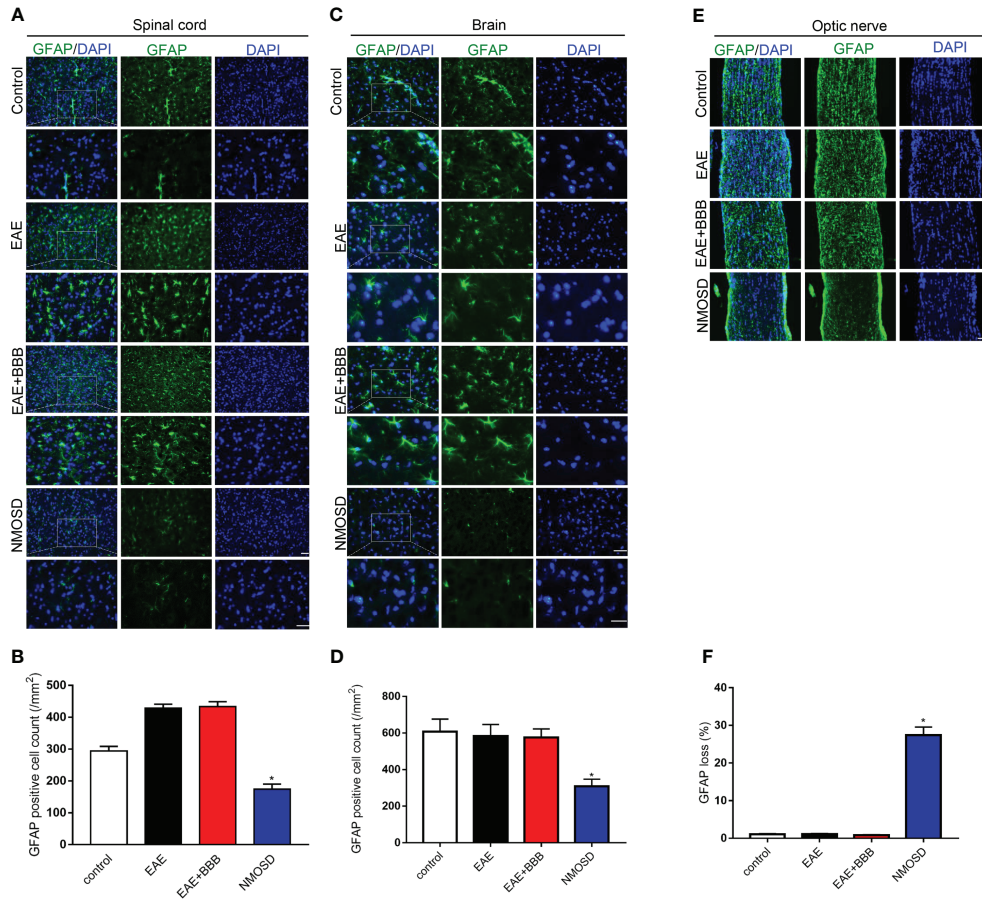 A
Spinal cord
GFAP/DAPI GFAP DAPI
Control
EAE
EAE+BBB
NMOSD
C
Brain
GFAP/DAPI GFAP DAPI
Control
EAE
EAE+BBB
NMOSD
E
Optic nerve
GFAP/DAPI GFAP DAPI
Control
EAE
EAE+BBB
NMOSD
B
GFAP positive cell count (/mm²)
500
400
300
200
100
0
*
control EAE EAE+BBB NMOSD
D
GFAP positive cell count (/mm²)
800
600
400
200
0
*
control EAE EAE+BBB NMOSD
F
GFAP loss (%)
40
30
20
10
0
*
control EAE EAE+BBB NMOSD